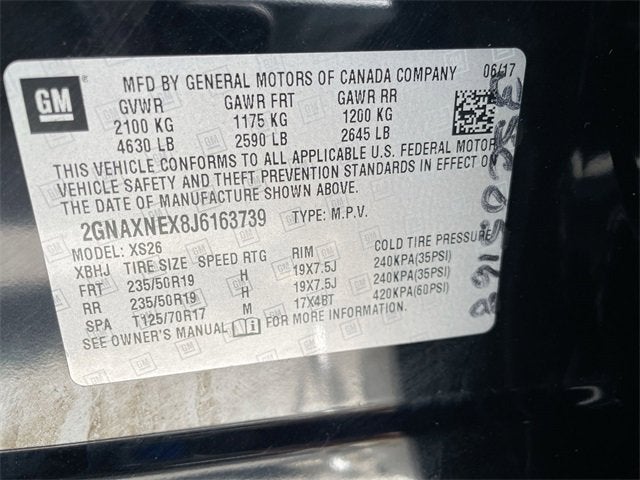 GM
MFD BY GENERAL MOTORS OF CANADA COMPANY 06/17
GVWR GAWR FRT GAWR RR
2100 KG 1175 KG 1200 KG
4630 LB 2590 LB 2645 LB
THIS VEHICLE CONFORMS TO ALL APPLICABLE U.S. FEDERAL MOTOR
VEHICLE SAFETY AND THEFT PREVENTION STANDARDS IN EFFECT ON
THE DATE OF MANUFACTURE SHOWN ABOVE.
2GNAXNEX8J6163739 TYPE: M.P.V.
MODEL: XS26
XBHJ TIRE SIZE SPEED RTG RIM COLD TIRE PRESSURE
FRT 235/50R19 H 19X7.5J 240KPA(35PSI)
RR 235/50R19 H 19X7.5J 240KPA(35PSI)
SPA T125/70R17 M 17X4BT 420KPA(60PSI)
SEE OWNER'S MANUAL i FOR MORE INFORMATION.